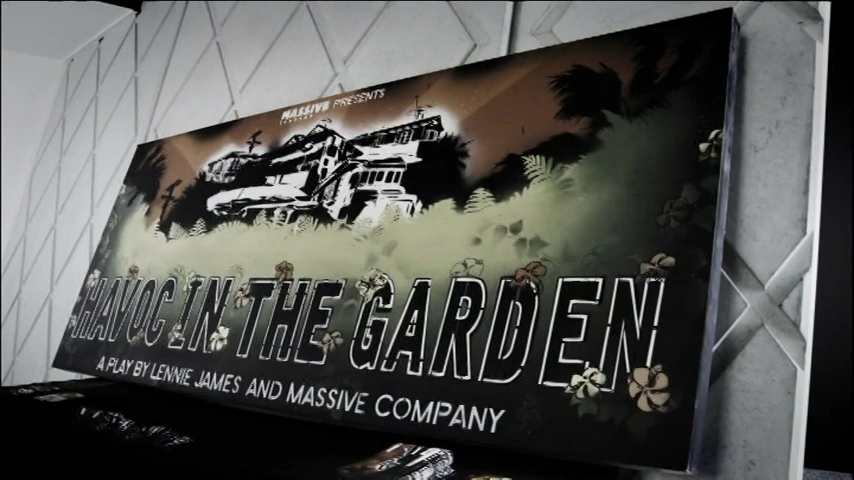 MASSIVE PRESENTS
HAVOC IN THE GARDEN
A PLAY BY LENNIE JAMES AND MASSIVE COMPANY